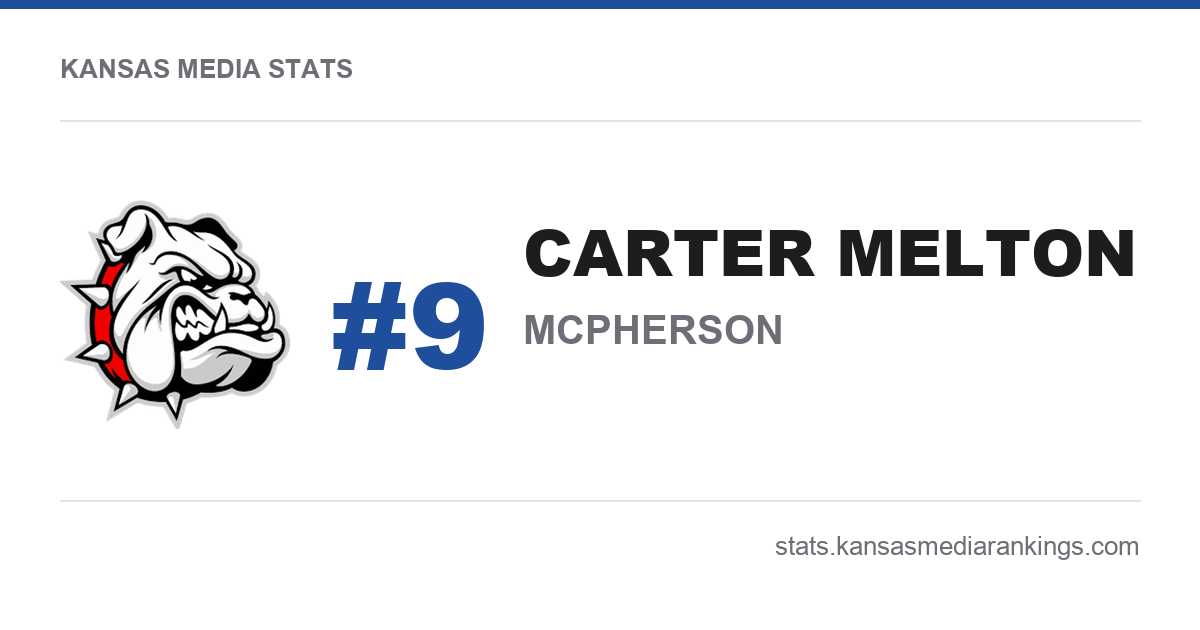 KANSAS MEDIA STATS
#9
CARTER MELTON
MCPHERSON
stats.kansasmediarankings.com